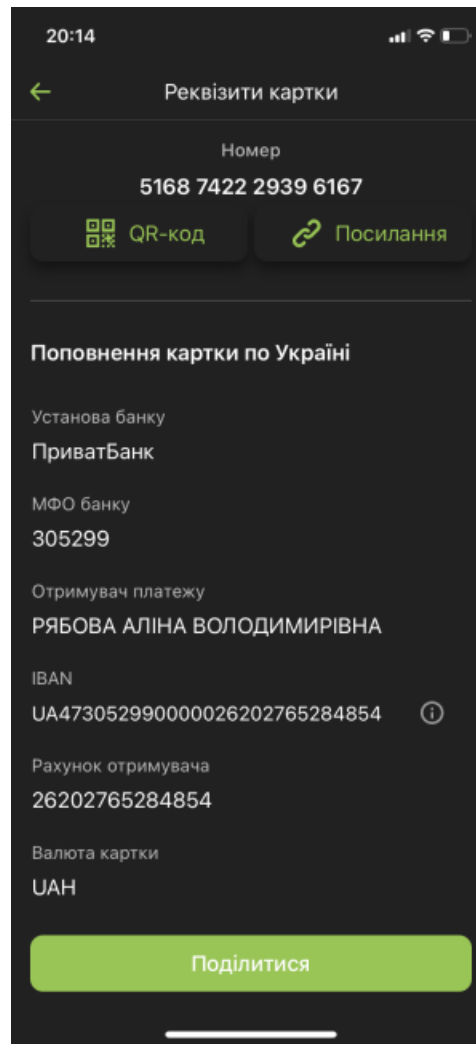 20:14
Реквізити картки
Номер
5168 7422 2939 6167
QR-код
Посилання
Поповнення картки по Україні
Установа банку
ПриватБанк
МФО банку
305299
Отримувач платежу
РЯБОВА АЛІНА ВОЛОДИМИРІВНА
IBAN
UA473052990000026202765284854
Рахунок отримувача
26202765284854
Валюта картки
UAH
Поділитися